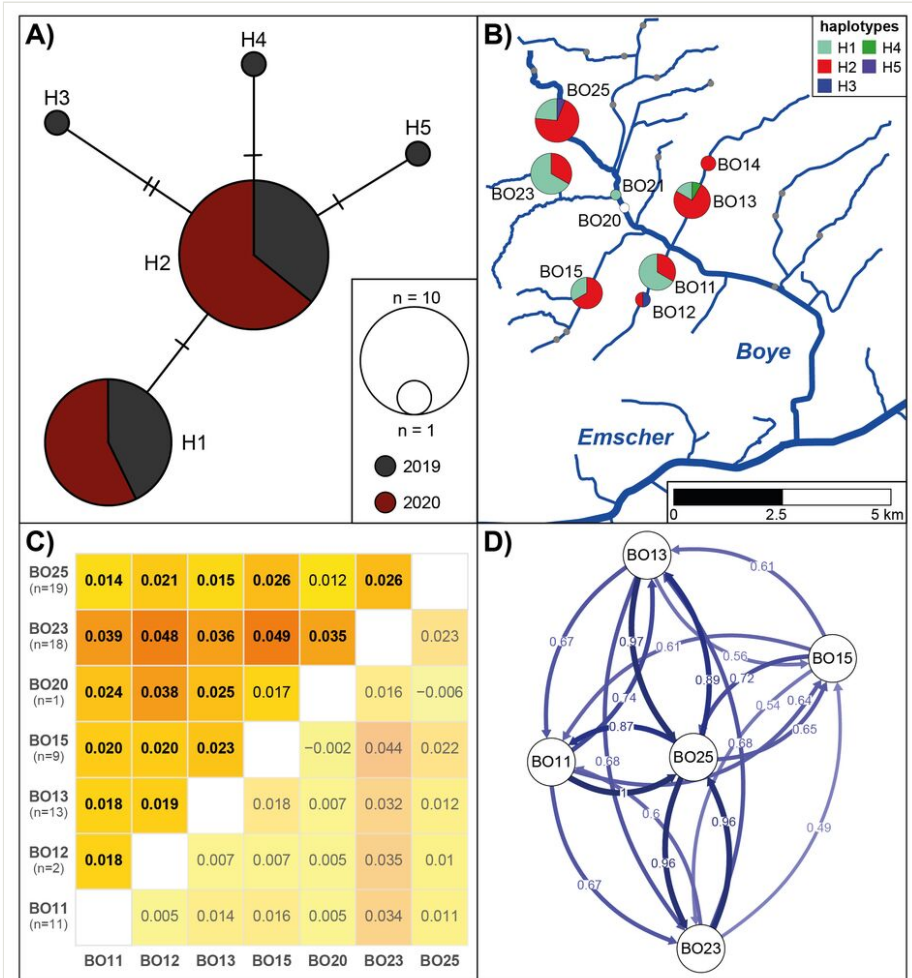 A)
H4
H3
H5
H2
H1
n = 10
n = 1
2019
2020
B)
haplotypes
H1 H4
H2 H5
H3
BO25
BO14
BO23
BO21
BO13
BO20
BO15
BO11
BO12
Boye
Emscher
0 2.5 5 km
C)
BO25 0.014 0.021 0.015 0.026 0.012 0.026
(n=19)
BO23 0.039 0.048 0.036 0.049 0.035 0.023
(n=18)
BO20 0.024 0.038 0.025 0.017 0.016 −0.006
(n=1)
BO15 0.020 0.020 0.023 −0.002 0.044 0.022
(n=9)
BO13 0.018 0.019 0.018 0.007 0.032 0.012
(n=13)
BO12 0.018 0.007 0.007 0.005 0.035 0.01
(n=2)
BO11 0.005 0.014 0.016 0.005 0.034 0.011
(n=11)
BO11 BO12 BO13 BO15 BO20 BO23 BO25
D)
BO13
0.61
0.67
0.97
0.61
0.56
BO15
0.89
0.72
0.74
0.54
0.64
0.87
0.65
0.68
BO25
BO11
0.68
1
0.6
0.96
0.49
0.96
0.67
BO23